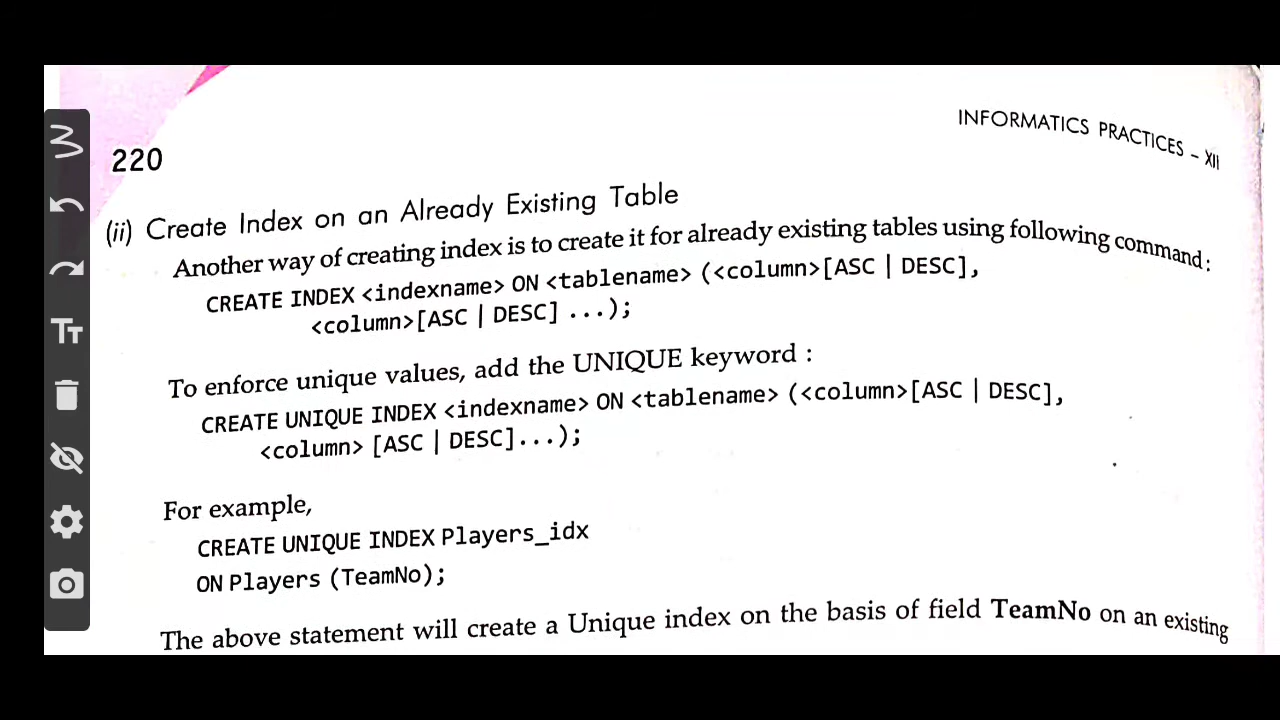 INFORMATICS PRACTICES – XII
220
(ii) Create Index on an Already Existing Table
Another way of creating index is to create it for already existing tables using following command :
CREATE INDEX <indexname> ON <tablename> (<column>[ASC | DESC],
<column>[ASC | DESC] ...);
To enforce unique values, add the UNIQUE keyword :
CREATE UNIQUE INDEX <indexname> ON <tablename> (<column>[ASC | DESC],
<column> [ASC | DESC]...);
For example,
CREATE UNIQUE INDEX Players_idx
ON Players (TeamNo);
The above statement will create a Unique index on the basis of field TeamNo on an existing
TT